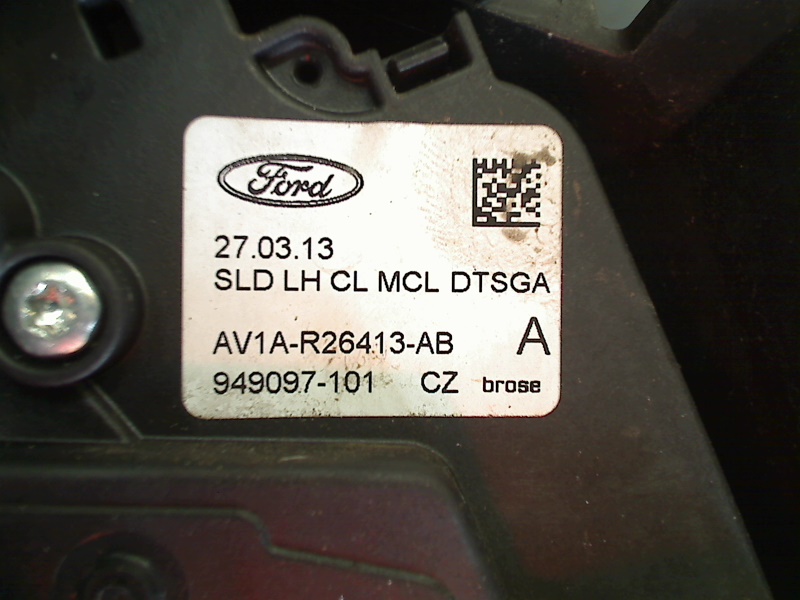 Ford
27.03.13
SLD LH CL MCL DTSGA
AV1A-R26413-AB A
949097-101 CZ brose